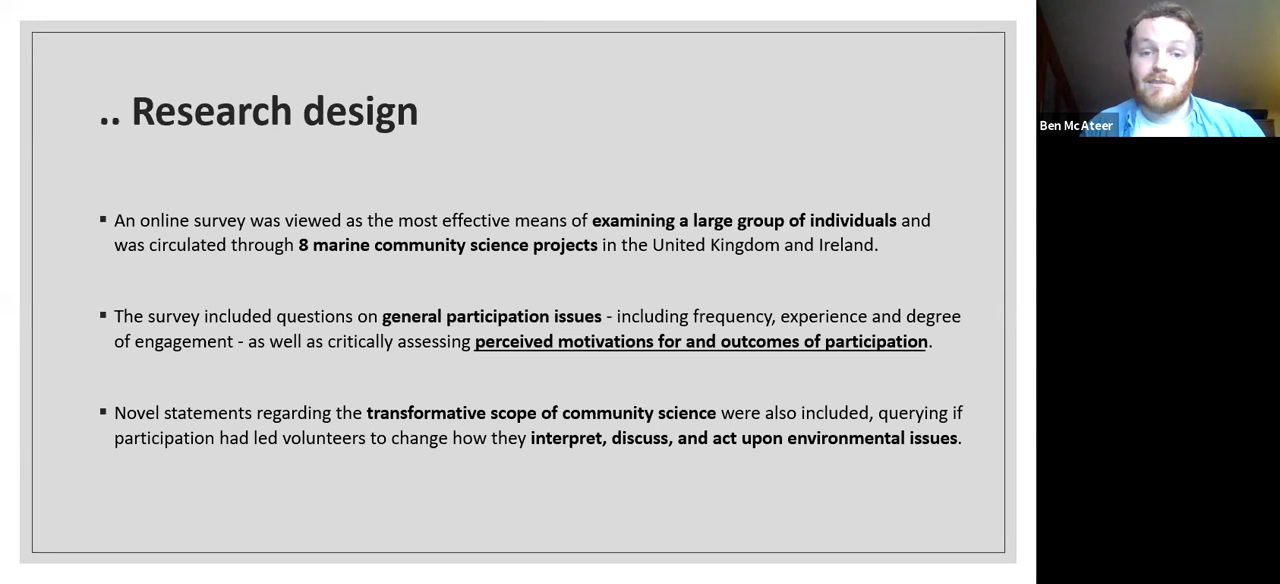 .. Research design
▪ An online survey was viewed as the most effective means of examining a large group of individuals and
was circulated through 8 marine community science projects in the United Kingdom and Ireland.
▪ The survey included questions on general participation issues - including frequency, experience and degree
of engagement - as well as critically assessing perceived motivations for and outcomes of participation.
▪ Novel statements regarding the transformative scope of community science were also included, querying if
participation had led volunteers to change how they interpret, discuss, and act upon environmental issues.
Ben McAteer